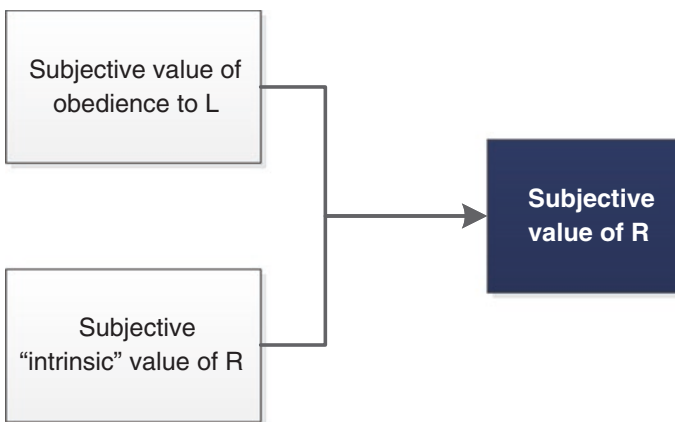 Subjective value of
obedience to L
Subjective
“intrinsic” value of R
Subjective
value of R